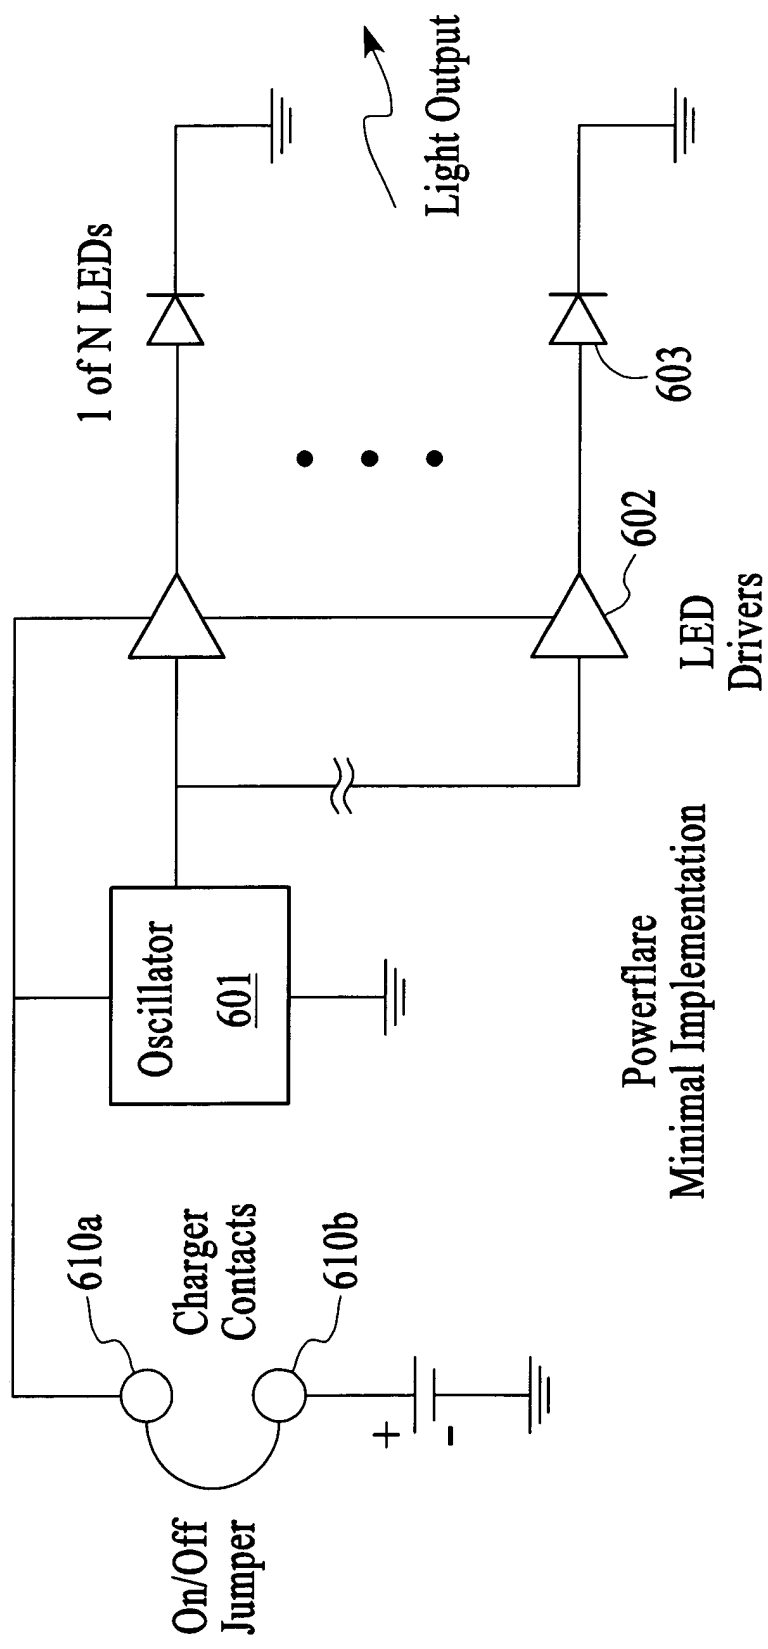 On/Off
Jumper
610a
Charger
Contacts
610b
+
-
Oscillator
601
Powerflare
Minimal Implementation
602
LED
Drivers
1 of N LEDs
603
Light Output